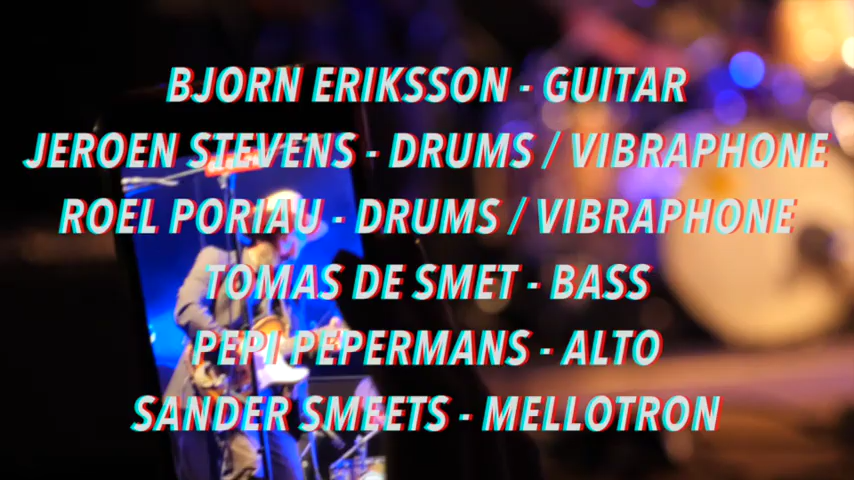 BJORN ERIKSSON - GUITAR
JEROEN STEVENS - DRUMS / VIBRAPHONE
ROEL PORIAU - DRUMS / VIBRAPHONE
TOMAS DE SMET - BASS
PEPI PEPERMANS - ALTO
SANDER SMEETS - MELLOTRON